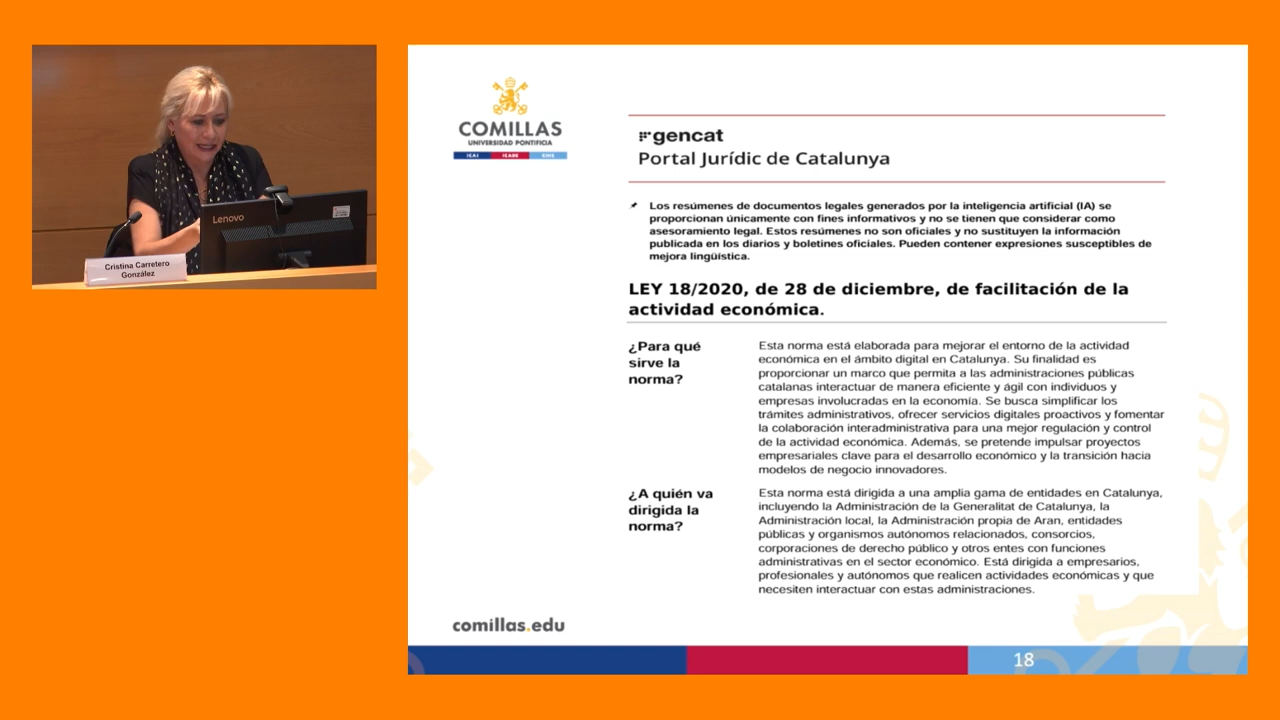 Lenovo
Cristina Carretero
González
COMILLAS
UNIVERSIDAD PONTIFICIA
ICAI ICADE CIHS
gencat
Portal Jurídic de Catalunya
Los resúmenes de documentos legales generados por la inteligencia artificial (IA) se
proporcionan únicamente con fines informativos y no se tienen que considerar como
asesoramiento legal. Estos resúmenes no son oficiales y no sustituyen la información
publicada en los diarios y boletines oficiales. Pueden contener expresiones susceptibles de
mejora lingüística.
LEY 18/2020, de 28 de diciembre, de facilitación de la
actividad económica.
¿Para qué
sirve la
norma?
Esta norma está elaborada para mejorar el entorno de la actividad
económica en el ámbito digital en Catalunya. Su finalidad es
proporcionar un marco que permita a las administraciones públicas
catalanas interactuar de manera eficiente y ágil con individuos y
empresas involucradas en la economía. Se busca simplificar los
trámites administrativos, ofrecer servicios digitales proactivos y fomentar
la colaboración interadministrativa para una mejor regulación y control
de la actividad económica. Además, se pretende impulsar proyectos
empresariales clave para el desarrollo económico y la transición hacia
modelos de negocio innovadores.
¿A quién va
dirigida la
norma?
Esta norma está dirigida a una amplia gama de entidades en Catalunya,
incluyendo la Administración de la Generalitat de Catalunya, la
Administración local, la Administración propia de Aran, entidades
públicas y organismos autónomos relacionados, consorcios,
corporaciones de derecho público y otros entes con funciones
administrativas en el sector económico. Está dirigida a empresarios,
profesionales y autónomos que realicen actividades económicas y que
necesiten interactuar con estas administraciones.
comillas.edu
18